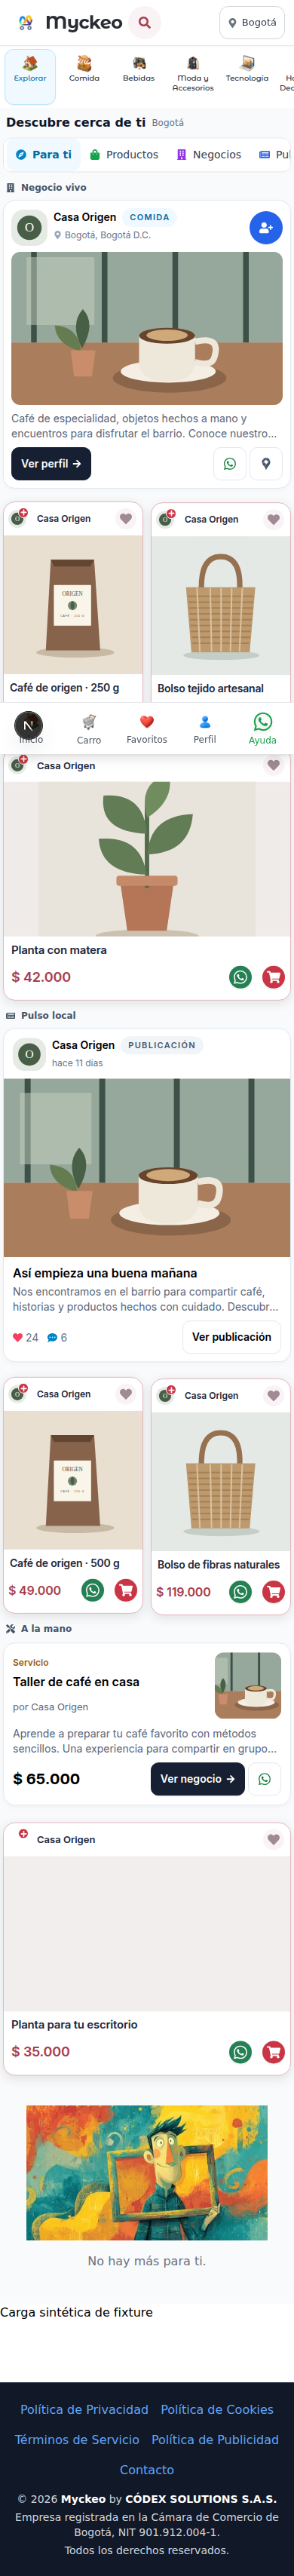 Myckeo
Bogotá
Explorar
Comida
Bebidas
Moda y
Accesorios
Tecnología
Ho
Dec
Descubre cerca de ti Bogotá
Para ti
Productos
Negocios
Pul
Negocio vivo
O
Casa Origen
COMIDA
Bogotá, Bogotá D.C.
Café de especialidad, objetos hechos a mano y
encuentros para disfrutar el barrio. Conoce nuestro...
Ver perfil →
Casa Origen
ORIGEN
CAFÉ · 250 G
Café de origen · 250 g
Casa Origen
Bolso tejido artesanal
N
Inicio
Carro
Favoritos
Perfil
Ayuda
Casa Origen
Planta con matera
$ 42.000
Pulso local
O
Casa Origen
PUBLICACIÓN
hace 11 días
Así empieza una buena mañana
Nos encontramos en el barrio para compartir café,
historias y productos hechos con cuidado. Descubr...
24
6
Ver publicación
Casa Origen
ORIGEN
Café de origen · 500 g
$ 49.000
Casa Origen
Bolso de fibras naturales
$ 119.000
A la mano
Servicio
Taller de café en casa
por Casa Origen
Aprende a preparar tu café favorito con métodos
sencillos. Una experiencia para compartir en grupo...
$ 65.000
Ver negocio →
Casa Origen
Planta para tu escritorio
$ 35.000
No hay más para ti.
Carga sintética de fixture
Política de Privacidad
Política de Cookies
Términos de Servicio
Política de Publicidad
Contacto
© 2026 Myckeo by CÓDEX SOLUTIONS S.A.S.
Empresa registrada en la Cámara de Comercio de
Bogotá, NIT 901.912.004-1.
Todos los derechos reservados.